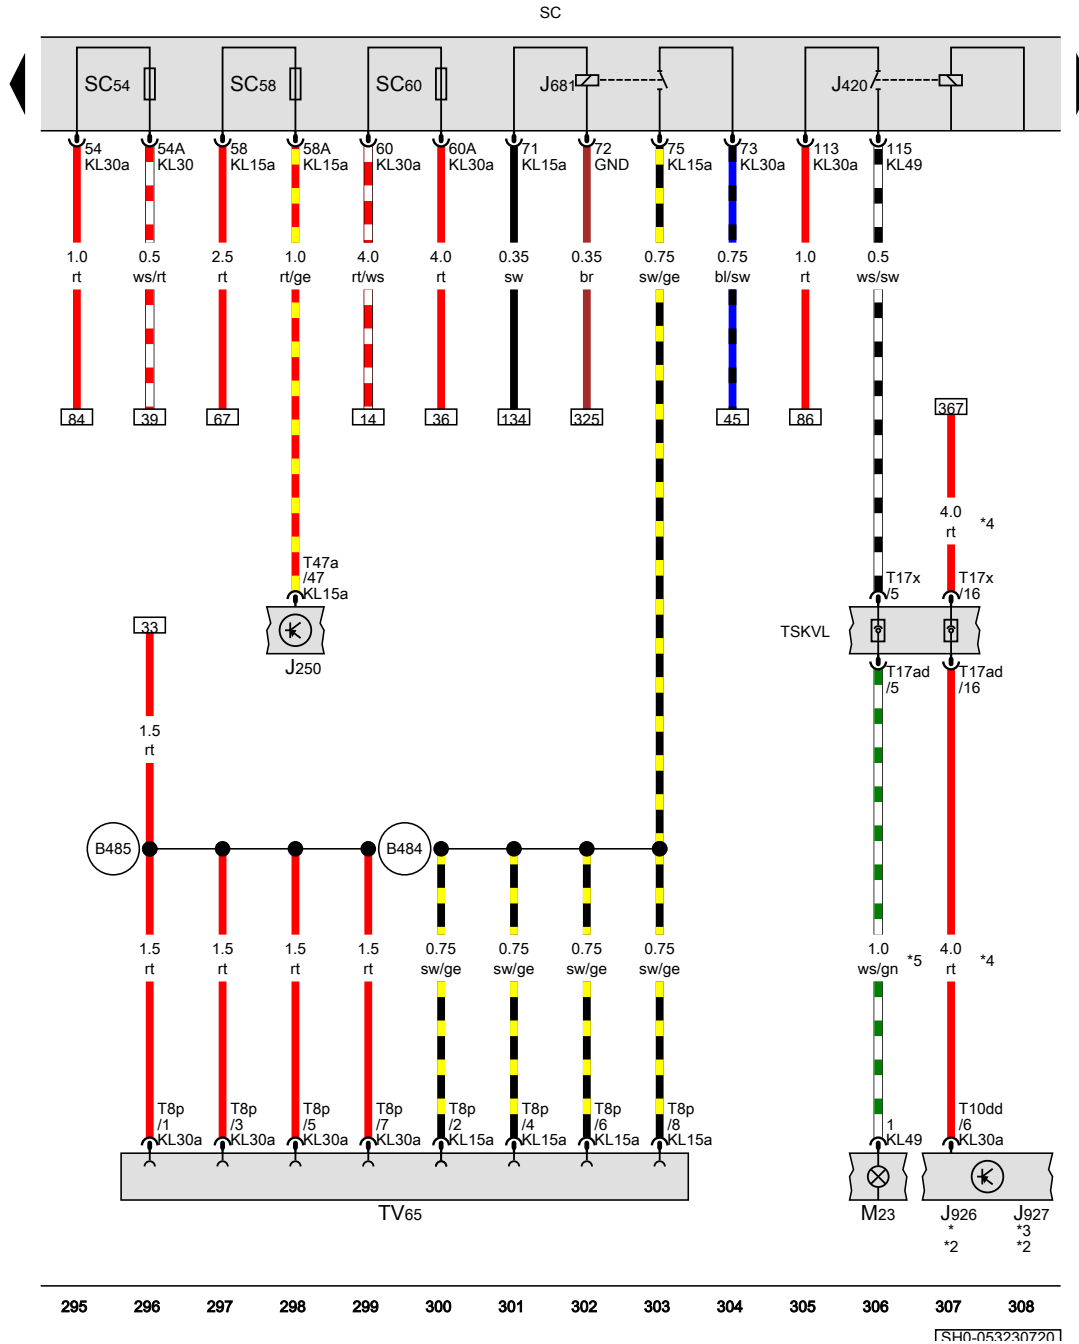 SC
SC54 SC58 SC60 J681 J420
54 54A 58 58A 60 60A 71 72 75 73 113 115
KL30a KL30 KL15a KL15a KL30a KL30a KL15a GND KL15a KL30a KL30a KL49
1.0 0.5 2.5 1.0 4.0 4.0 0.35 0.35 0.75 0.75 1.0 0.5
rt ws/rt rt rt/ge rt/ws rt sw br sw/ge bl/sw rt ws/sw
84 39 67 14 36 134 325 45 86 367
4.0 *4
rt
T47a T17x T17x
/47 /5 /16
KL15a
33 TSKVL
J250 T17ad T17ad
/5 /16
1.5
rt
B485 B484
1.5 1.5 1.5 1.5 0.75 0.75 0.75 0.75 1.0 *5 4.0 *4
rt rt rt rt sw/ge sw/ge sw/ge sw/ge ws/gn rt
T8p T8p T8p T8p T8p T8p T8p T8p T10dd
/1 /3 /5 /7 /2 /4 /6 /8 1 /6
KL30a KL30a KL30a KL30a KL15a KL15a KL15a KL15a KL49 KL30a
TV65 M23 J926 J927
* *3
*2 *2
295 296 297 298 299 300 301 302 303 304 305 306 307 308
SH0-053230720